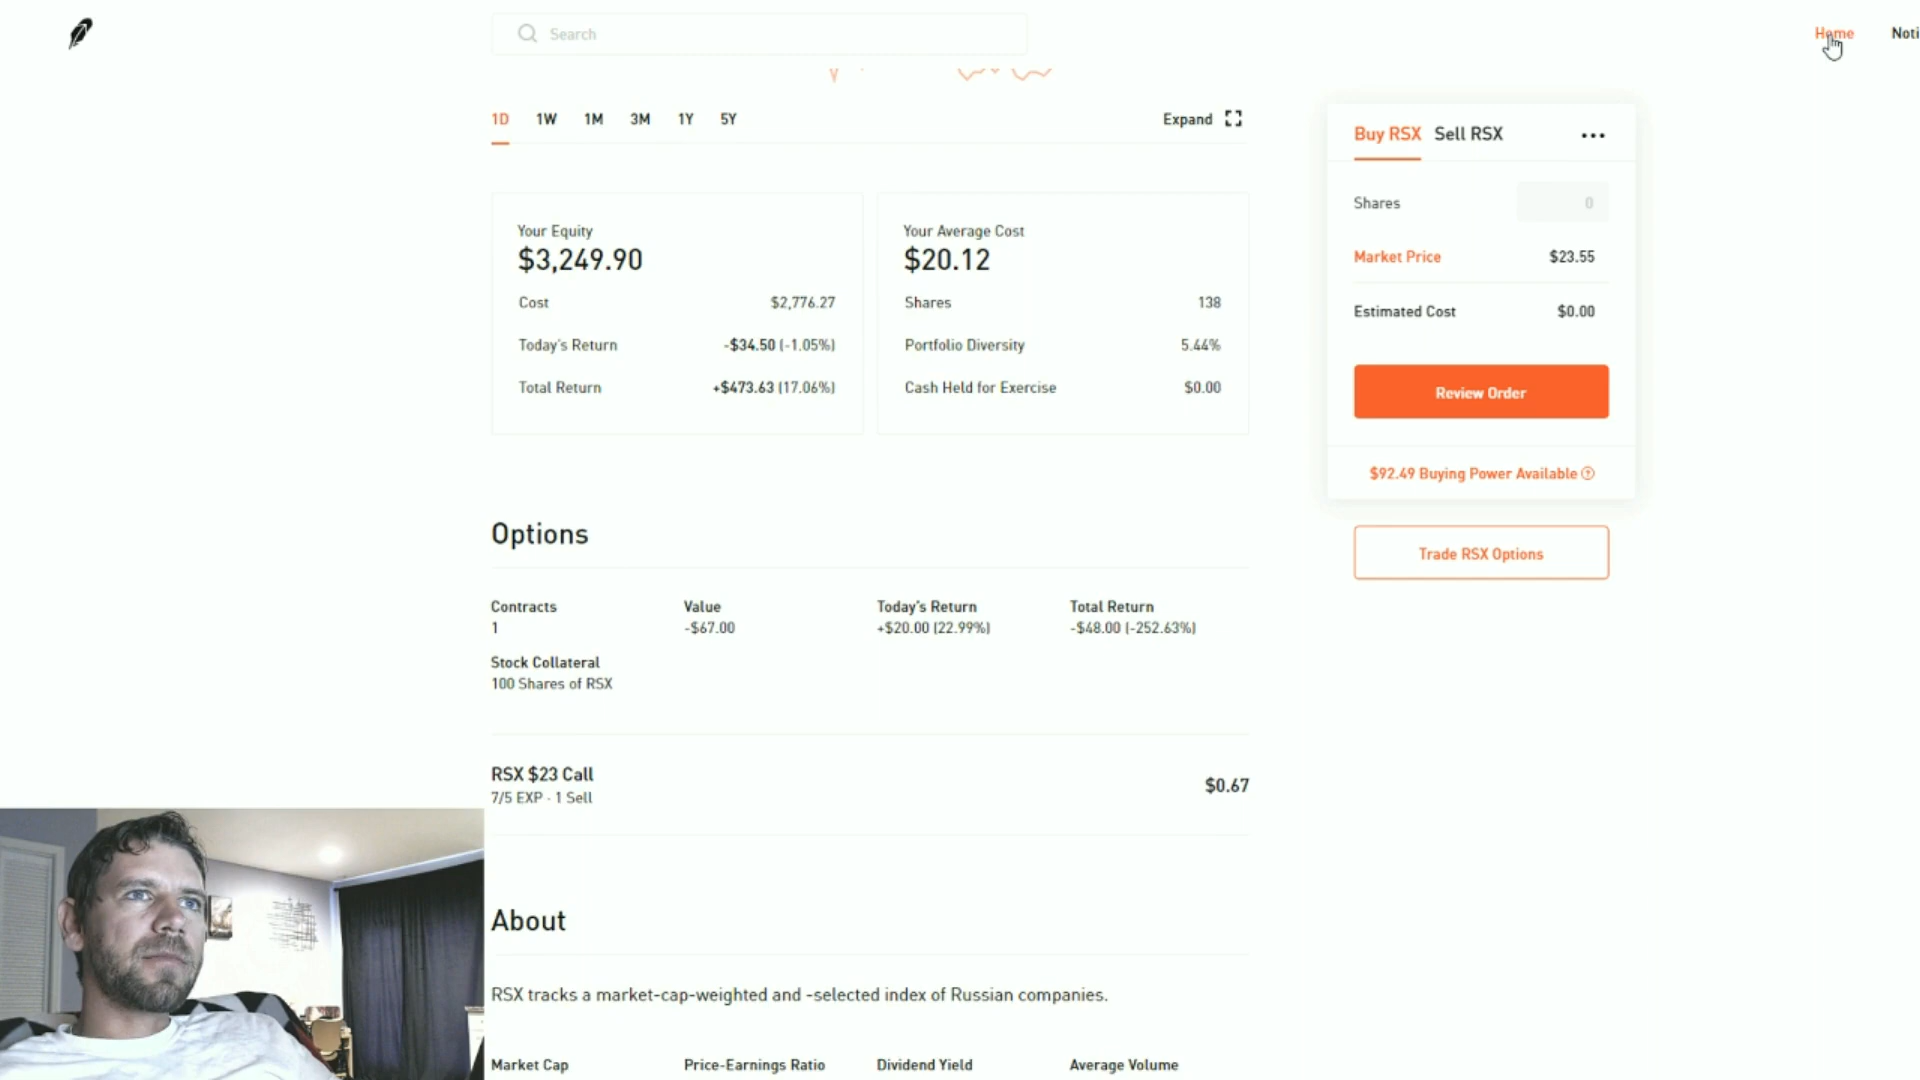 Search
Home
Noti
1D 1W 1M 3M 1Y 5Y
Expand
Your Equity
$3,249.90
Cost $2,776.27
Today's Return -$34.50 (-1.05%)
Total Return +$473.63 (17.06%)
Your Average Cost
$20.12
Shares 138
Portfolio Diversity 5.44%
Cash Held for Exercise $0.00
Buy RSX Sell RSX
Shares 0
Market Price $23.55
Estimated Cost $0.00
Review Order
$92.49 Buying Power Available
Trade RSX Options
Options
Contracts Value Today's Return Total Return
1 -$67.00 +$20.00 (22.99%) -$48.00 (-252.63%)
Stock Collateral
100 Shares of RSX
RSX $23 Call
7/5 EXP · 1 Sell
$0.67
About
RSX tracks a market-cap-weighted and -selected index of Russian companies.
Market Cap Price-Earnings Ratio Dividend Yield Average Volume